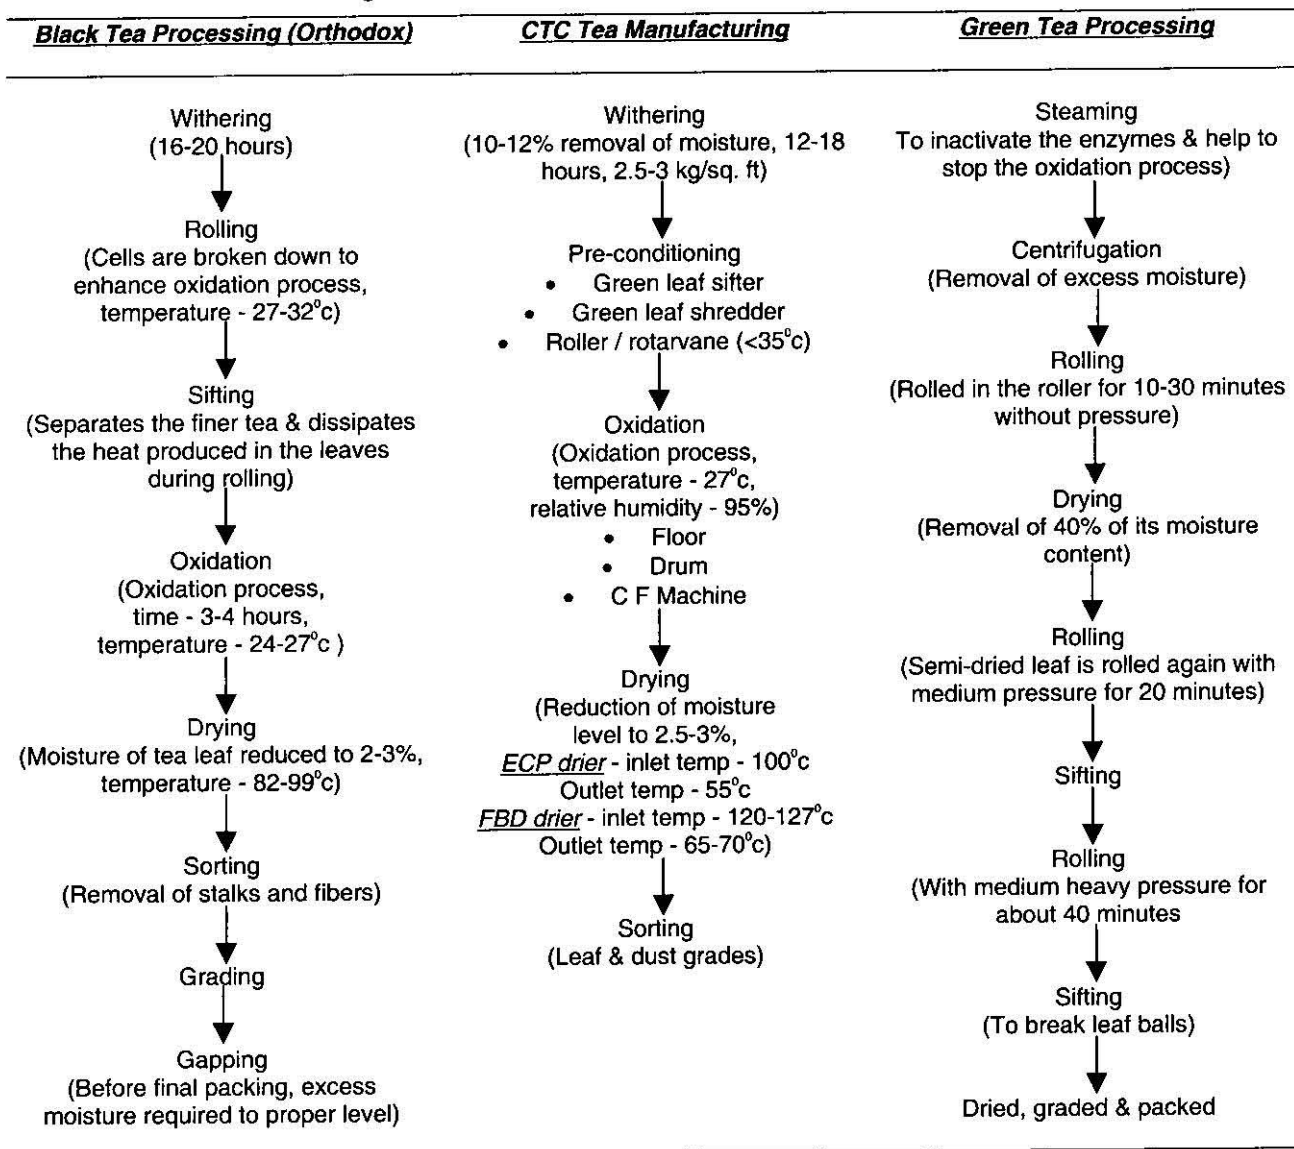 Black Tea Processing (Orthodox)
Withering
(16-20 hours)
Rolling
(Cells are broken down to
enhance oxidation process,
temperature - 27-32⁰c)
Sifting
(Separates the finer tea & dissipates
the heat produced in the leaves
during rolling)
Oxidation
(Oxidation process,
time - 3-4 hours,
temperature - 24-27⁰c )
Drying
(Moisture of tea leaf reduced to 2-3%,
temperature - 82-99⁰c)
Sorting
(Removal of stalks and fibers)
Grading
Gapping
(Before final packing, excess
moisture required to proper level)
CTC Tea Manufacturing
Withering
(10-12% removal of moisture, 12-18
hours, 2.5-3 kg/sq. ft)
Pre-conditioning
• Green leaf sifter
• Green leaf shredder
• Roller / rotarvane (<35⁰c)
Oxidation
(Oxidation process,
temperature - 27⁰c,
relative humidity - 95%)
• Floor
• Drum
• C F Machine
Drying
(Reduction of moisture
level to 2.5-3%,
ECP drier - inlet temp - 100⁰c
Outlet temp - 55⁰c
FBD drier - inlet temp - 120-127⁰c
Outlet temp - 65-70⁰c)
Sorting
(Leaf & dust grades)
Green Tea Processing
Steaming
To inactivate the enzymes & help to
stop the oxidation process)
Centrifugation
(Removal of excess moisture)
Rolling
(Rolled in the roller for 10-30 minutes
without pressure)
Drying
(Removal of 40% of its moisture
content)
Rolling
(Semi-dried leaf is rolled again with
medium pressure for 20 minutes)
Sifting
Rolling
(With medium heavy pressure for
about 40 minutes
Sifting
(To break leaf balls)
Dried, graded & packed